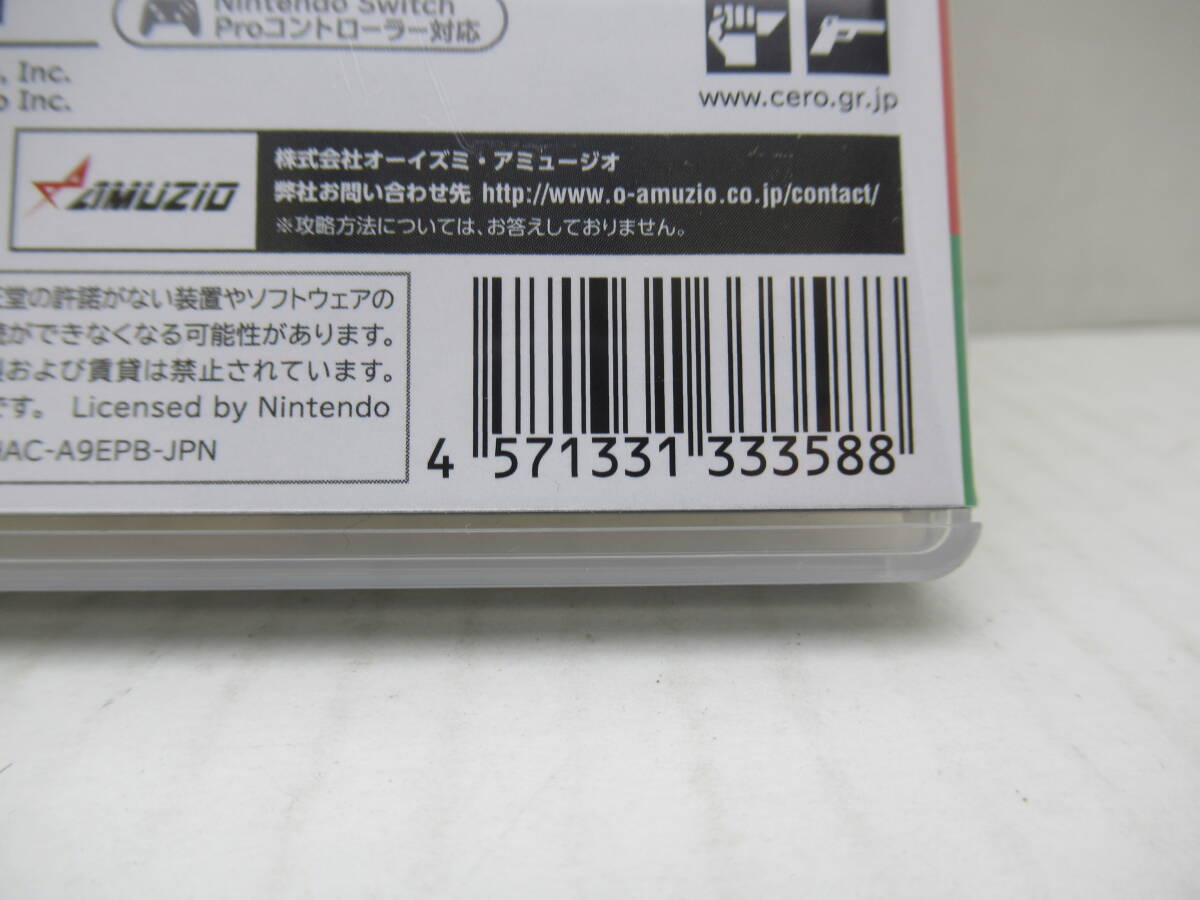 Nintendo Switch
Proコントローラー対応
, Inc.
Inc.
www.cero.gr.jp
AMUZIO
株式会社オーイズミ・アミュージオ
弊社お問い合わせ先 http://www.o-amuzio.co.jp/contact/
※攻略方法については、お答えしておりません。
堂の許諾がない装置やソフトウェアの
ができなくなる可能性があります。
および賃貸は禁止されています。
です。 Licensed by Nintendo
AC-A9EPB-JPN
4 571331 333588